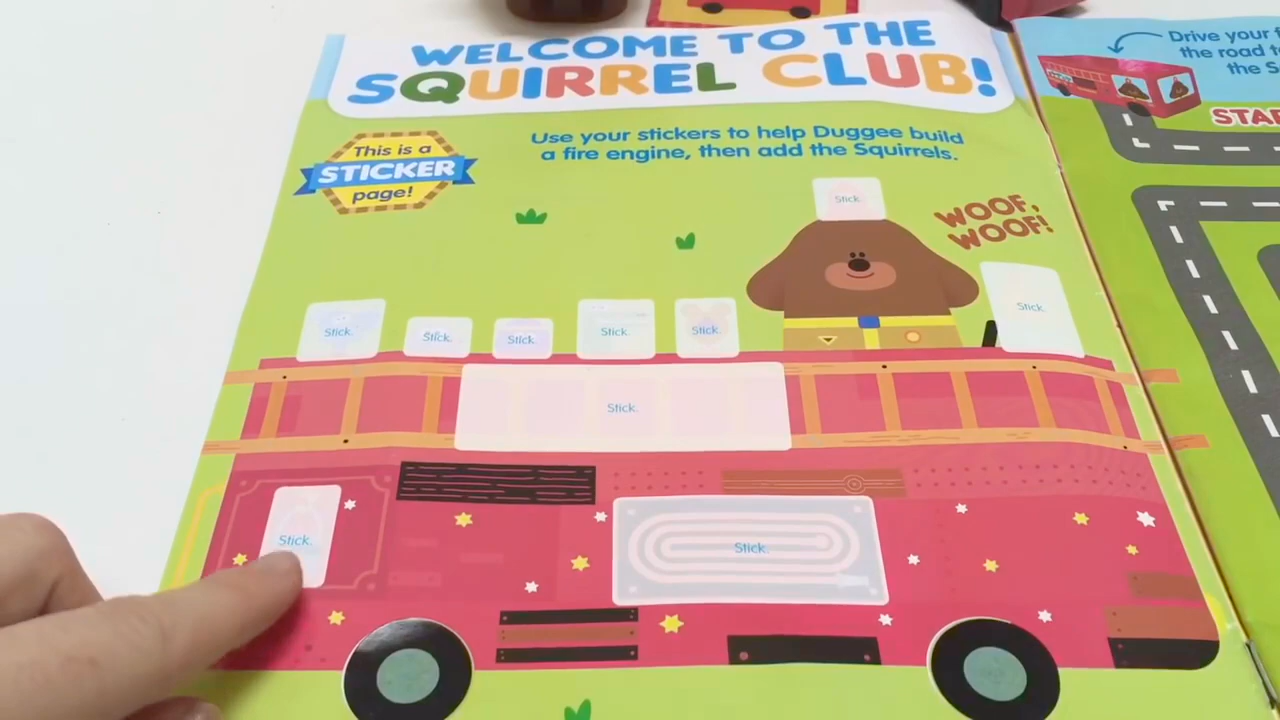 WELCOME TO THE
SQUIRREL CLUB!
This is a
STICKER
page!
Use your stickers to help Duggee build
a fire engine, then add the Squirrels.
Stick.
WOOF,
WOOF!
Stick.
Stick.
Stick.
Stick.
Stick.
Stick.
Stick.
Stick.
Stick.
Drive your
the road
the